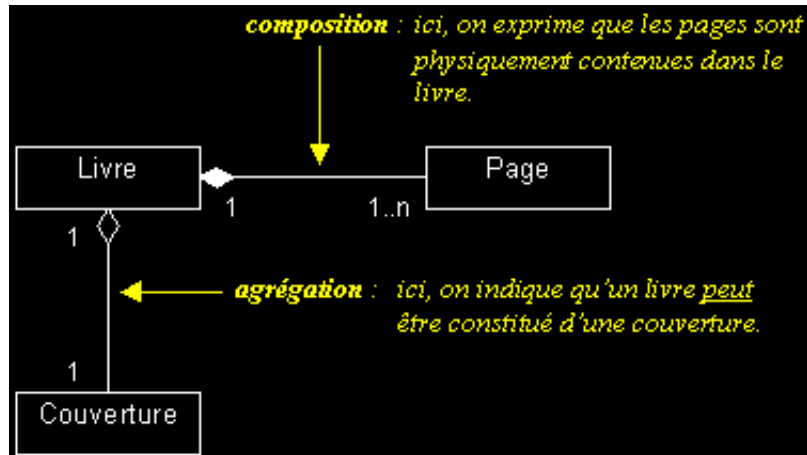 composition : ici, on exprime que les pages sont
physiquement contenues dans le
livre.
Livre
Page
1
1..n
1
agrégation : ici, on indique qu'un livre peut
être constitué d'une couverture.
1
Couverture